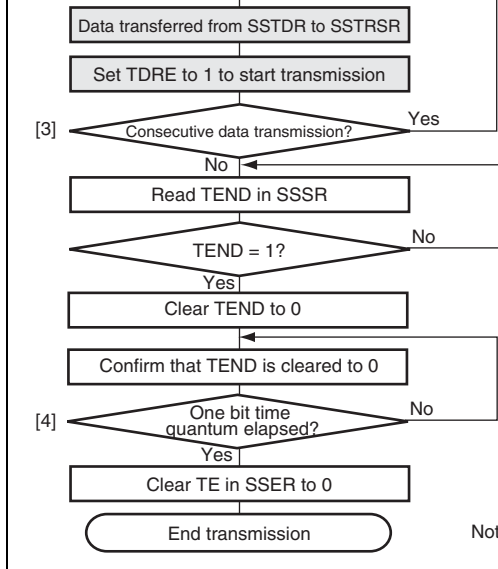 Data transferred from SSTDR to SSTRSR
Set TDRE to 1 to start transmission
[3]
Consecutive data transmission?
Yes
No
Read TEND in SSSR
TEND = 1?
No
Yes
Clear TEND to 0
Confirm that TEND is cleared to 0
[4]
One bit time
quantum elapsed?
No
Yes
Clear TE in SSER to 0
End transmission
Not